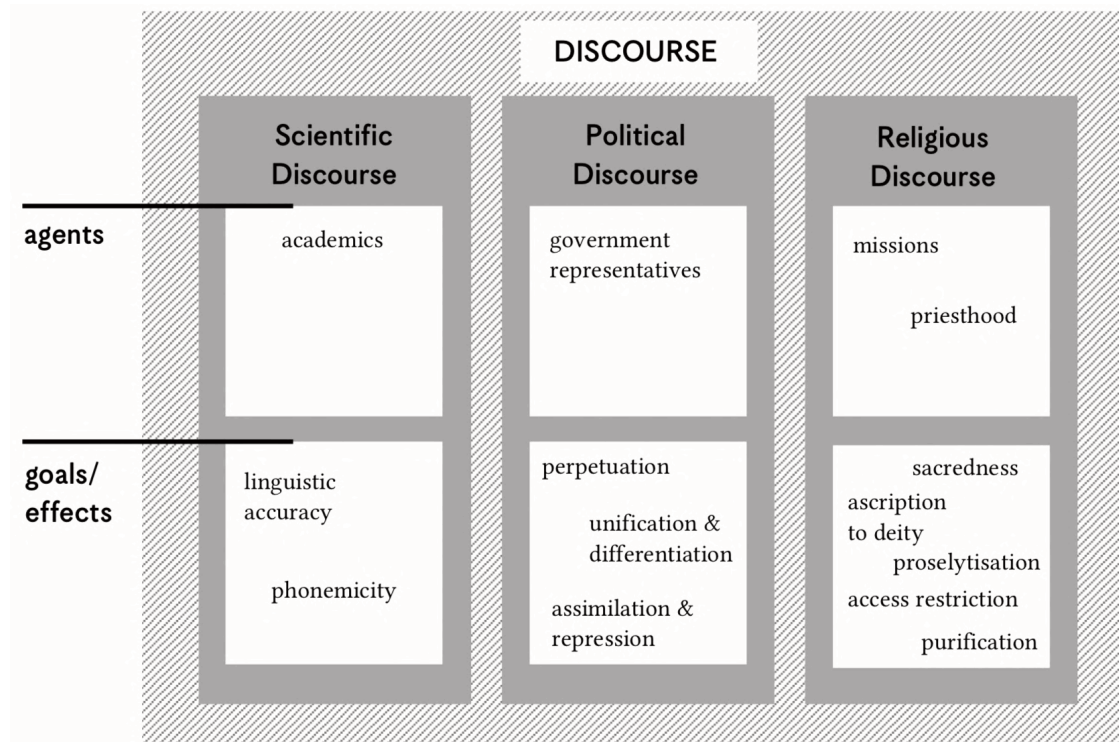 DISCOURSE
Scientific
Discourse
Political
Discourse
Religious
Discourse
agents
academics
government
representatives
missions
priesthood
goals/
effects
linguistic
accuracy
phonemicity
perpetuation
unification &
differentiation
assimilation &
repression
sacredness
ascription
to deity
proselytisation
access restriction
purification